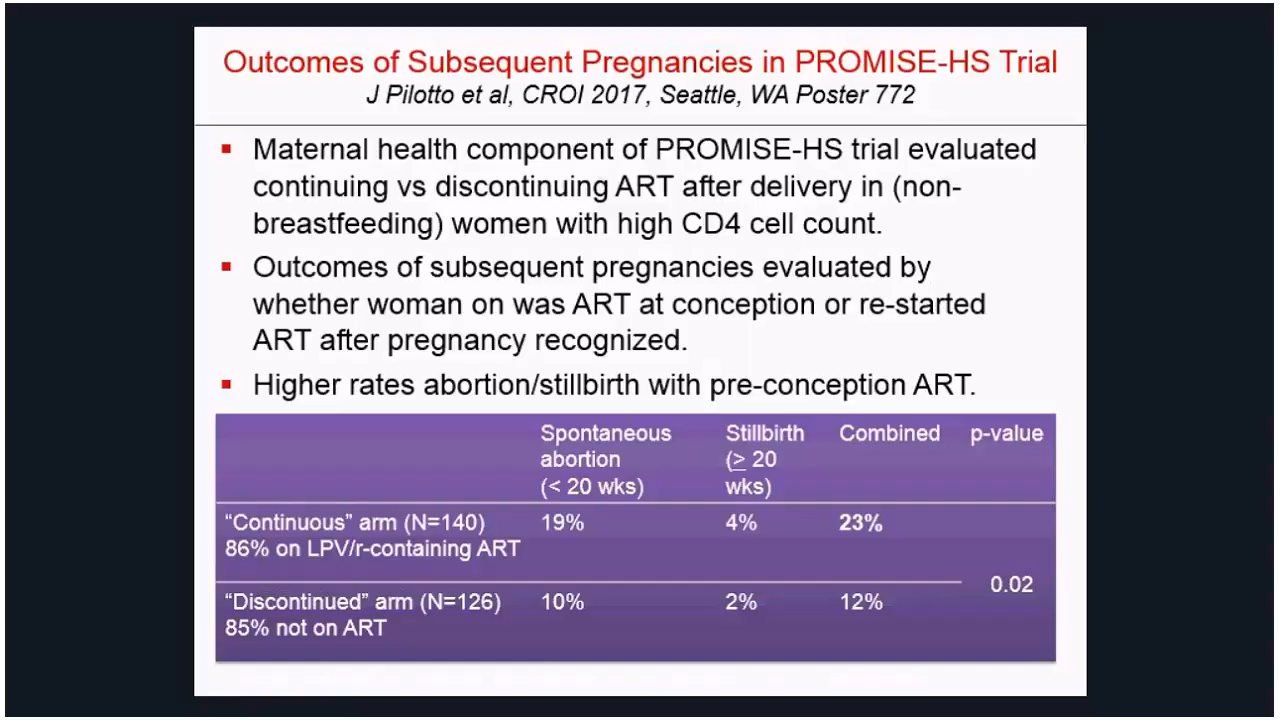 Outcomes of Subsequent Pregnancies in PROMISE-HS Trial
J Pilotto et al, CROI 2017, Seattle, WA Poster 772
▪ Maternal health component of PROMISE-HS trial evaluated
continuing vs discontinuing ART after delivery in (non-
breastfeeding) women with high CD4 cell count.
▪ Outcomes of subsequent pregnancies evaluated by
whether woman on was ART at conception or re-started
ART after pregnancy recognized.
▪ Higher rates abortion/stillbirth with pre-conception ART.
Spontaneous abortion (< 20 wks) Stillbirth (≥ 20 wks) Combined p-value
“Continuous” arm (N=140) 19% 4% 23%
86% on LPV/r-containing ART
0.02
“Discontinued” arm (N=126) 10% 2% 12%
85% not on ART